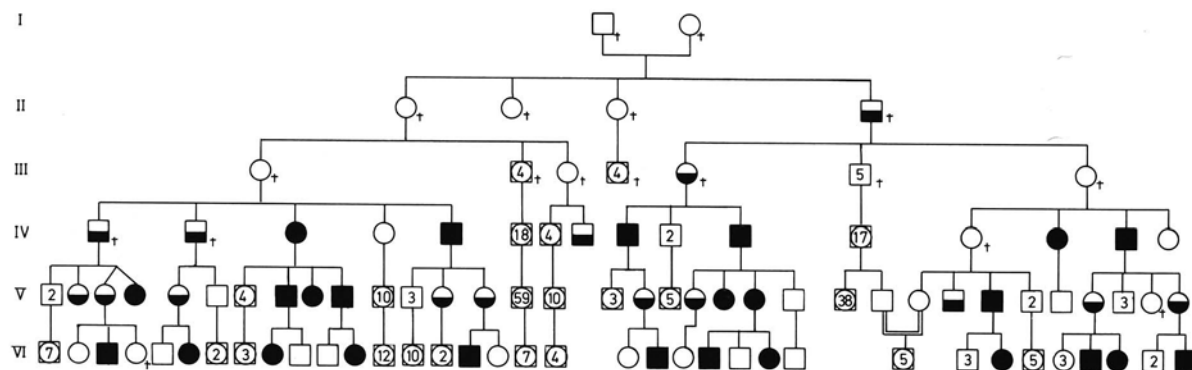 I † †
II † † † †
III † 4 † † 4 † † 5 † †
IV † † 18 4 2 17 †
V 2 4 10 3 59 10 3 5 38 2 3 †
VI 7 † 2 3 12 10 2 7 4 5 3 5 3 2